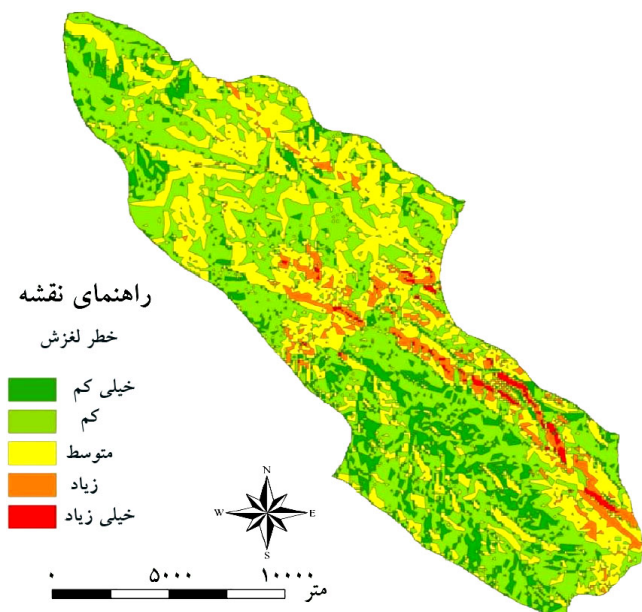 راهنمای نقشه
خطر لغزش
خیلی کم
کم
متوسط
زیاد
خیلی زیاد
N
W E
S
۰ ۵۰۰۰ ۱۰۰۰۰
متر